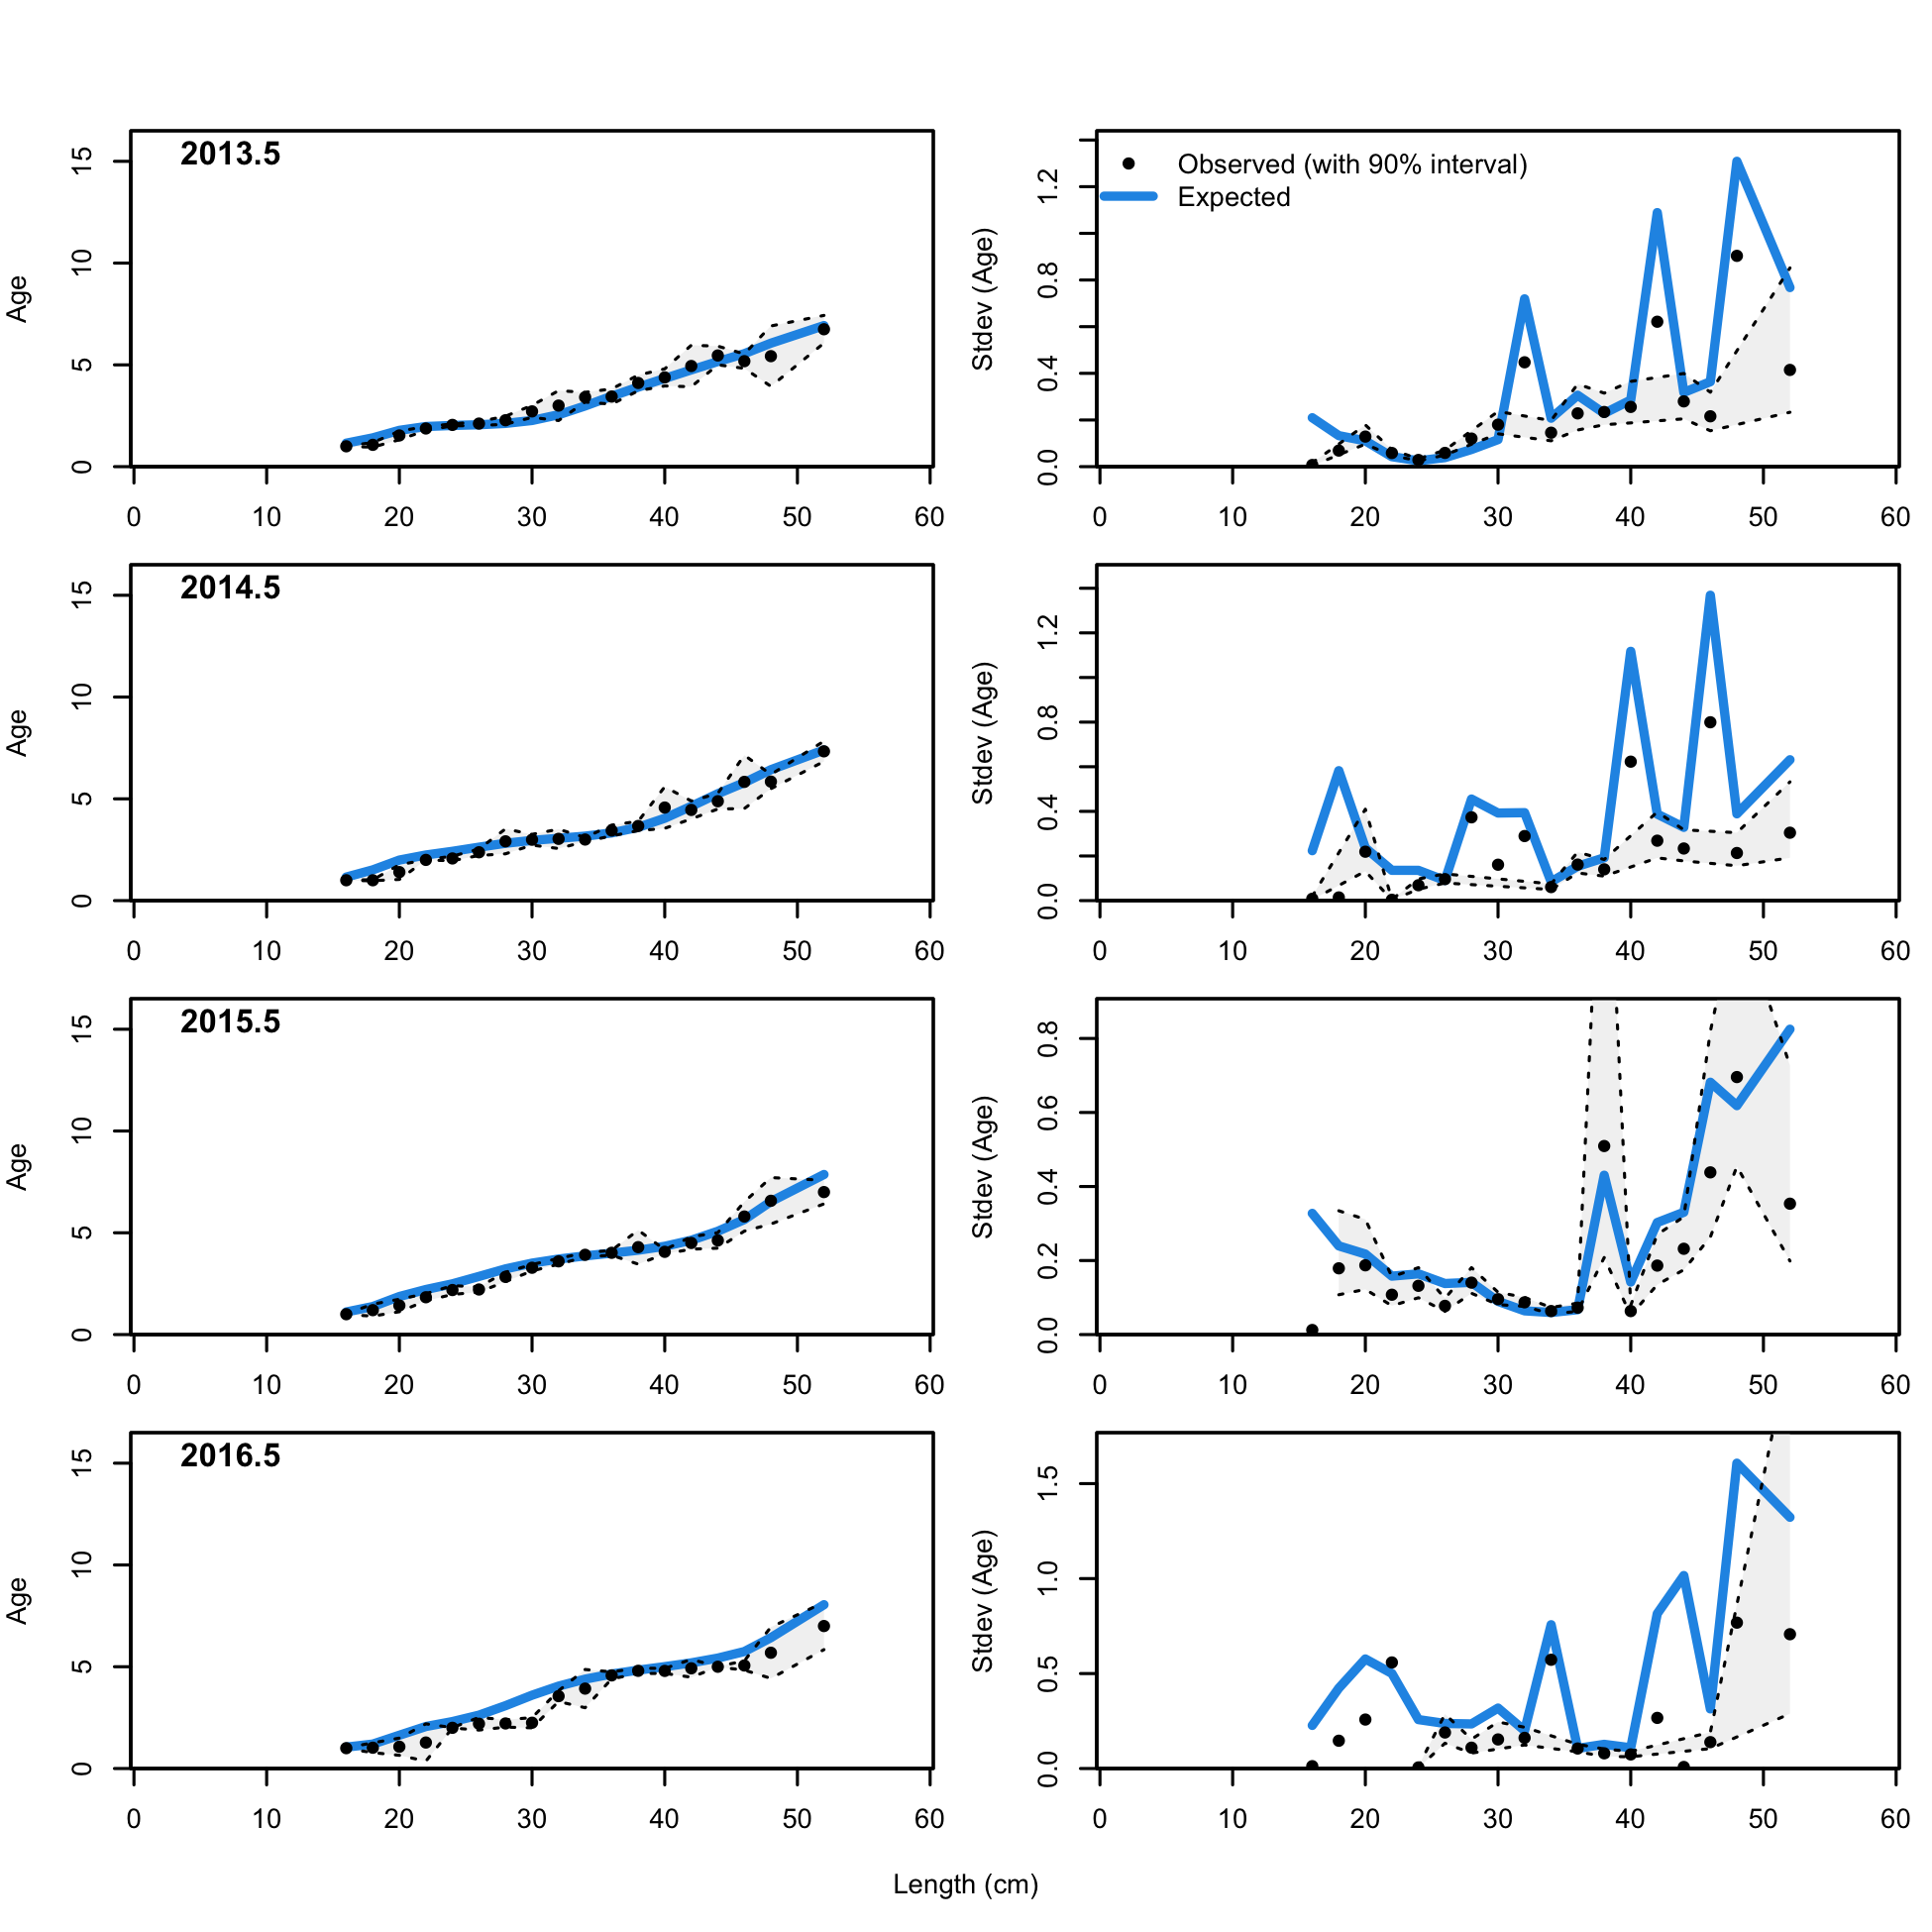 2013.5
Age
0 5 10 15
0 10 20 30 40 50 60
Observed (with 90% interval)
Expected
Stdev (Age)
0.0 0.4 0.8 1.2
0 10 20 30 40 50 60
2014.5
Age
0 5 10 15
0 10 20 30 40 50 60
Stdev (Age)
0.0 0.4 0.8 1.2
0 10 20 30 40 50 60
2015.5
Age
0 5 10 15
0 10 20 30 40 50 60
Stdev (Age)
0.0 0.2 0.4 0.6 0.8
0 10 20 30 40 50 60
2016.5
Age
0 5 10 15
0 10 20 30 40 50 60
Stdev (Age)
0.0 0.5 1.0 1.5
0 10 20 30 40 50 60
Length (cm)